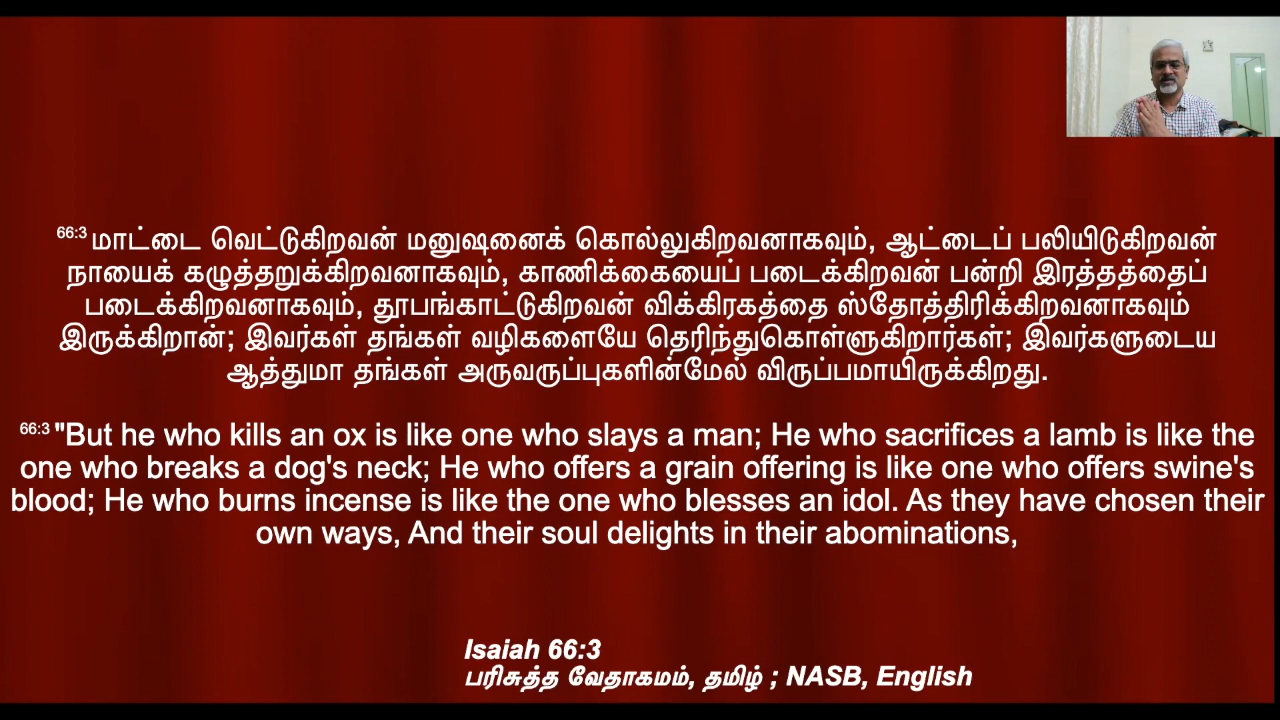 66:3 மாட்டை வெட்டுகிறவன் மனுஷனைக் கொல்லுகிறவனாகவும், ஆட்டைப் பலியிடுகிறவன்
நாயைக் கழுத்தறுக்கிறவனாகவும், காணிக்கையைப் படைக்கிறவன் பன்றி இரத்தத்தைப்
படைக்கிறவனாகவும், தூபங்காட்டுகிறவன் விக்கிரகத்தை ஸ்தோத்திரிக்கிறவனாகவும்
இருக்கிறான்; இவர்கள் தங்கள் வழிகளையே தெரிந்துகொள்ளுகிறார்கள்; இவர்களுடைய
ஆத்துமா தங்கள் அருவருப்புகளின்மேல் விருப்பமாயிருக்கிறது.
66:3 "But he who kills an ox is like one who slays a man; He who sacrifices a lamb is like the
one who breaks a dog's neck; He who offers a grain offering is like one who offers swine's
blood; He who burns incense is like the one who blesses an idol. As they have chosen their
own ways, And their soul delights in their abominations,
Isaiah 66:3
பரிசுத்த வேதாகமம், தமிழ் ; NASB, English